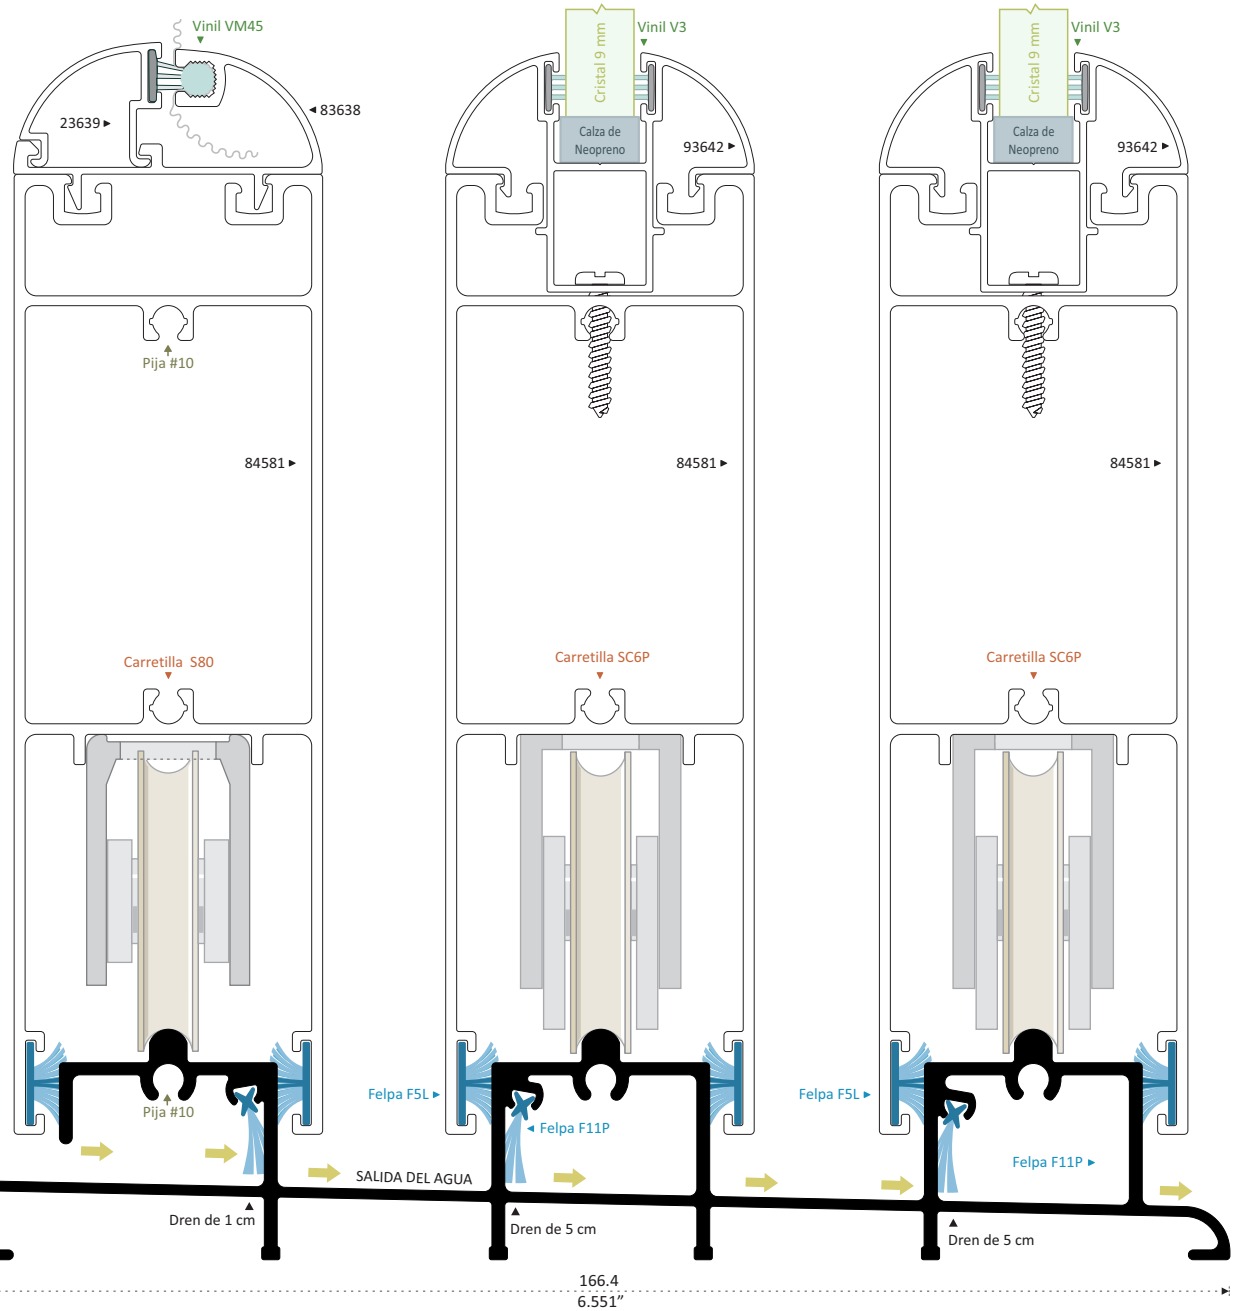 Vinil VM45
Cristal 9 mm
Vinil V3
Cristal 9 mm
Vinil V3
83638
23639
Calza de
Neopreno
93642
Calza de
Neopreno
93642
Pija #10
84581
84581
84581
Carretilla S80
Carretilla SC6P
Carretilla SC6P
Felpa F5L
Felpa F5L
Pija #10
Felpa F11P
Felpa F11P
SALIDA DEL AGUA
Dren de 1 cm
Dren de 5 cm
Dren de 5 cm
166.4
6.551”